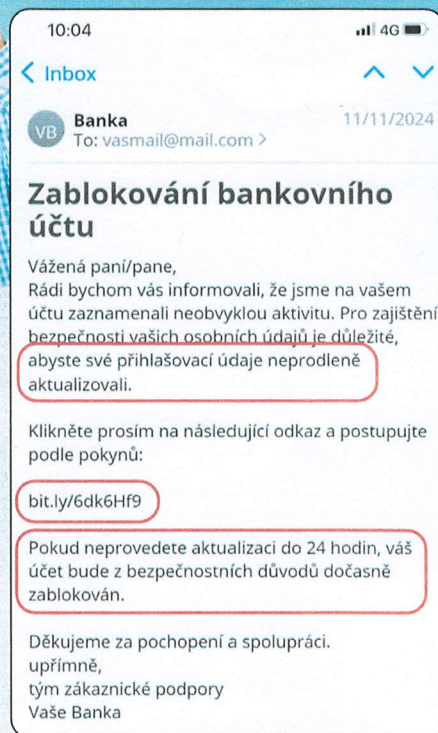 10:04
4G
Inbox
VB
Banka
11/11/2024
To: vasmail@mail.com >
Zablokování bankovního
účtu
Vážená paní/pane,
Rádi bychom vás informovali, že jsme na vašem
účtu zaznamenali neobvyklou aktivitu. Pro zajištění
bezpečnosti vašich osobních údajů je důležité,
abyste své přihlašovací údaje neprodleně
aktualizovali.
Klikněte prosím na následující odkaz a postupujte
podle pokynů:
bit.ly/6dk6Hf9
Pokud neprovedete aktualizaci do 24 hodin, váš
účet bude z bezpečnostních důvodů dočasně
zablokován.
Děkujeme za pochopení a spolupráci.
upřímně,
tým zákaznické podpory
Vaše Banka